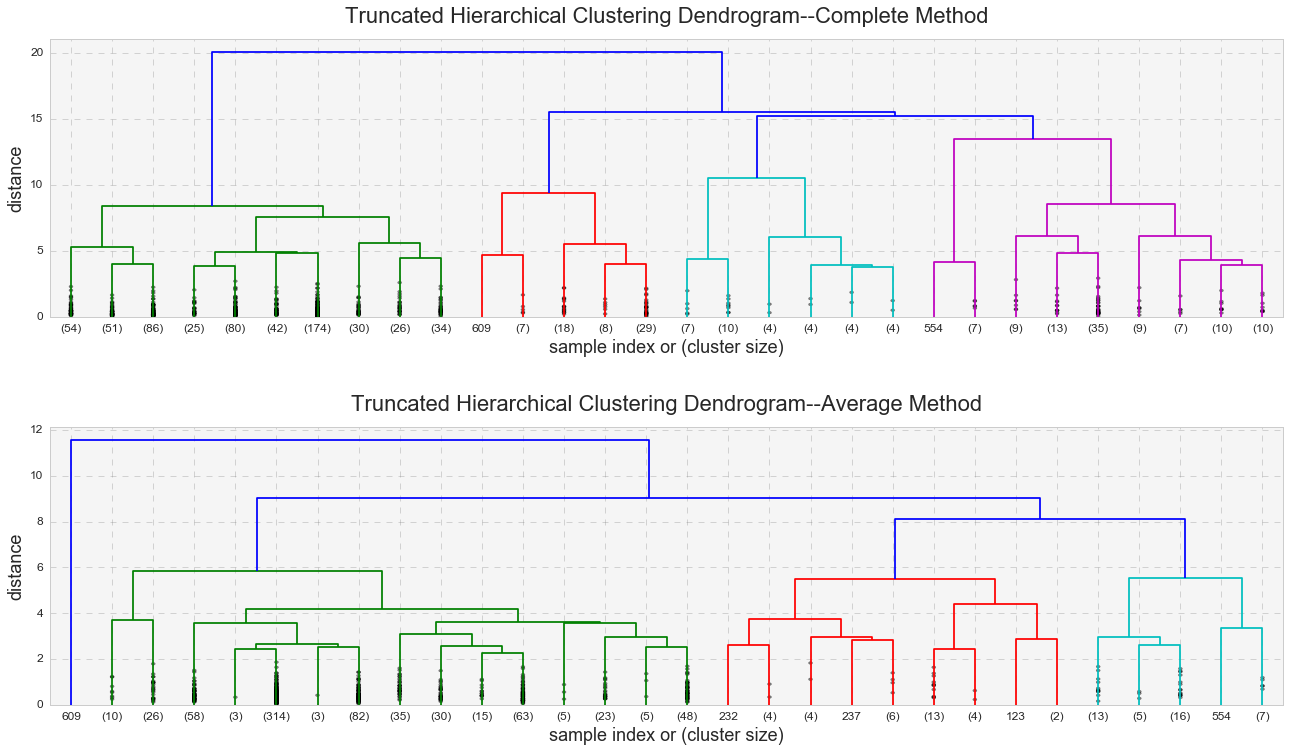 Truncated Hierarchical Clustering Dendrogram--Complete Method
20
15
10
5
0
distance
(54) (51) (86) (25) (80) (42) (174) (30) (26) (34) 609 (7) (18) (8) (29) (7) (10) (4) (4) (4) (4) 554 (7) (9) (13) (35) (9) (7) (10) (10)
sample index or (cluster size)
Truncated Hierarchical Clustering Dendrogram--Average Method
12
10
8
6
4
2
0
distance
609 (10) (26) (58) (3) (314) (3) (82) (35) (30) (15) (63) (5) (23) (5) (48) 232 (4) (4) 237 (6) (13) (4) 123 (2) (13) (5) (16) 554 (7)
sample index or (cluster size)